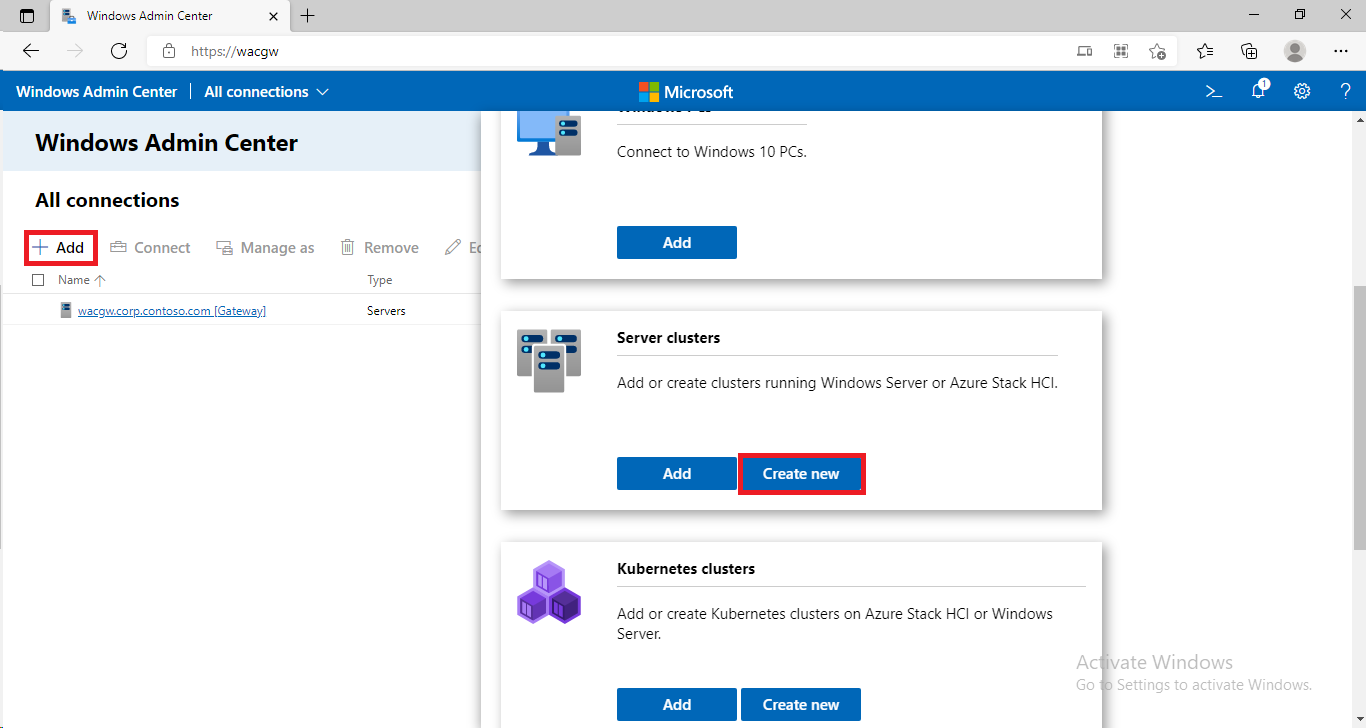 Windows Admin Center
https://wacgw
Windows Admin Center All connections
Microsoft
1
?
Windows Admin Center
All connections
Add Connect Manage as Remove
Name Type
wacgw.corp.contoso.com [Gateway] Servers
Connect to Windows 10 PCs.
Add
Server clusters
Add or create clusters running Windows Server or Azure Stack HCI.
Add Create new
Kubernetes clusters
Add or create Kubernetes clusters on Azure Stack HCI or Windows
Server.
Add Create new
Activate Windows
Go to Settings to activate Windows.